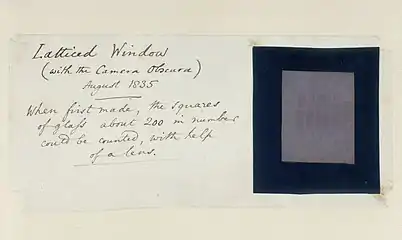 Latticed Window
(with the Camera Obscura)
August 1835
When first made, the squares
of glass about 200 in number
could be counted, with help
of a lens.